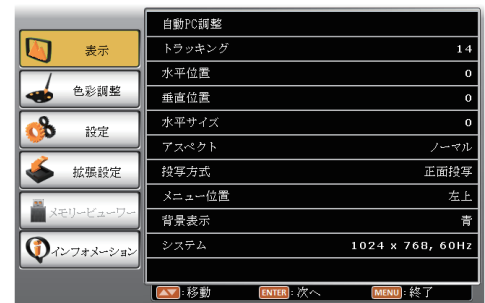 表示
色彩調整
設定
拡張設定
メモリービューワー
インフォメーション
自動PC調整
トラッキング 14
水平位置 0
垂直位置 0
水平サイズ 0
アスペクト ノーマル
投写方式 正面投写
メニュー位置 左上
背景表示 青
システム 1024 x 768, 60Hz
:移動 ENTER :次へ MENU :終了